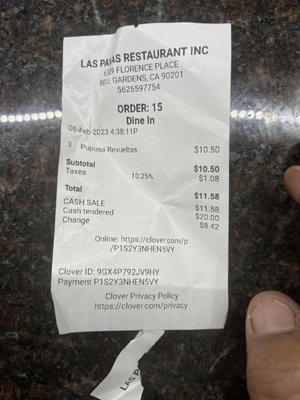 LAS PAVAS RESTAURANT INC
6319 FLORENCE PLACE
BELL GARDENS, CA 90201
5626597754
ORDER: 15
Dine In
06-Feb-2023 4:38:11P
3 Pupusa Revueltas $10.50
Subtotal $10.50
Taxes 10.25% $1.08
Total $11.58
CASH SALE $11.58
Cash tendered $20.00
Change $8.42
Online: https://clover.com/p
/P1S2Y3NHEN5VY
Clover ID: 9GX4P792JV9HY
Payment P1S2Y3NHEN5VY
Clover Privacy Policy
https://clover.com/privacy
LAS P